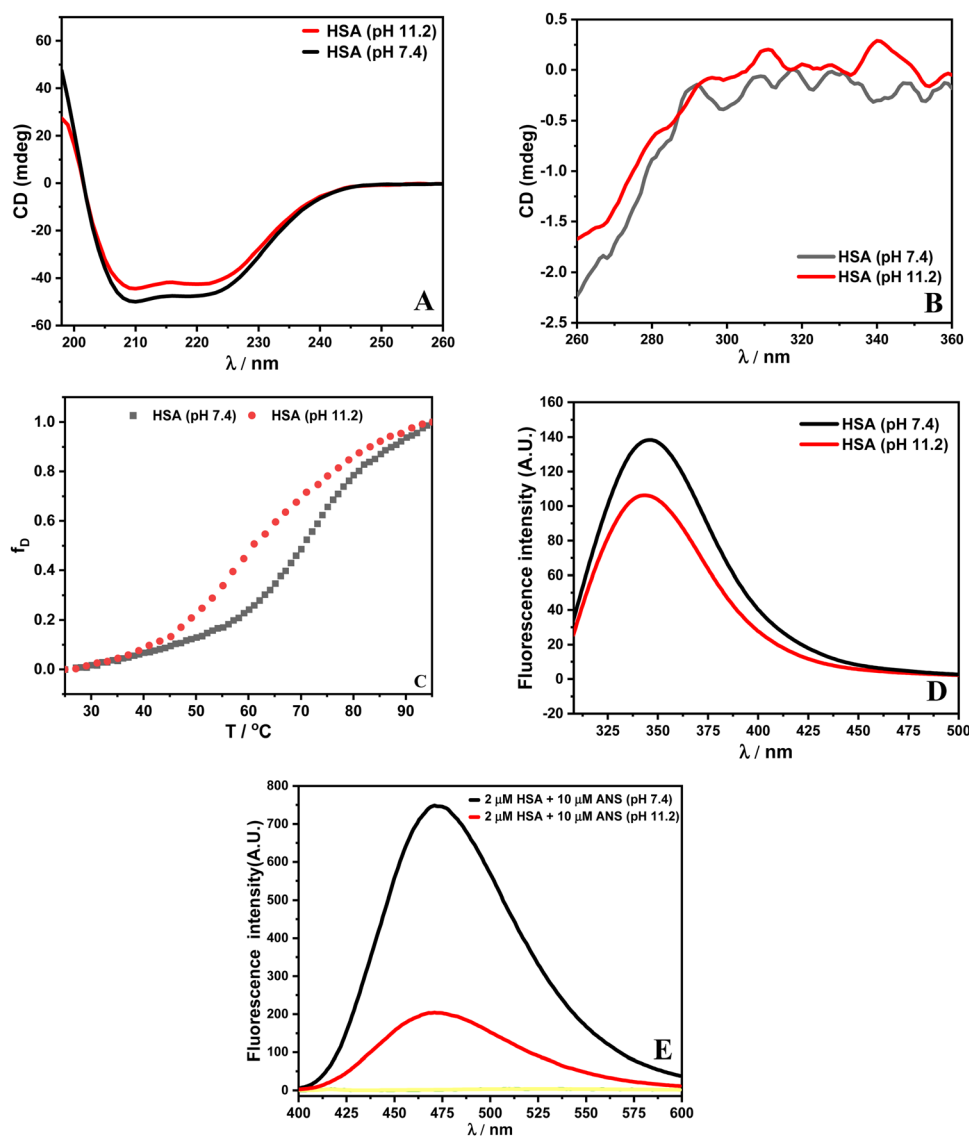 60
40
20
0
-20
-40
-60
CD (mdeg)
HSA (pH 11.2)
HSA (pH 7.4)
A
200 210 220 230 240 250 260
λ / nm
0.5
0.0
-0.5
-1.0
-1.5
-2.0
-2.5
CD (mdeg)
HSA (pH 7.4)
HSA (pH 11.2)
B
260 280 300 320 340 360
λ / nm
HSA (pH 7.4) HSA (pH 11.2)
1.0
0.8
0.6
0.4
0.2
0.0
f_D
C
30 40 50 60 70 80 90
T / °C
160
140
120
100
80
60
40
20
0
-20
Fluorescence intensity (A.U.)
HSA (pH 7.4)
HSA (pH 11.2)
D
325 350 375 400 425 450 475 500
λ / nm
800
700
600
500
400
300
200
100
0
Fluorescence intensity(A.U.)
2 μM HSA + 10 μM ANS (pH 7.4)
2 μM HSA + 10 μM ANS (pH 11.2)
E
400 425 450 475 500 525 550 575 600
λ / nm